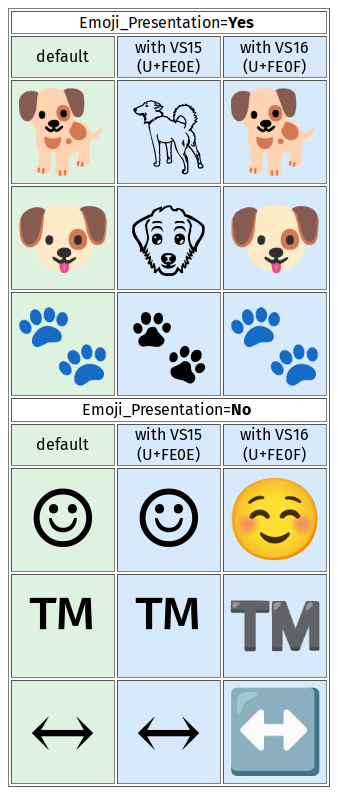 Emoji_Presentation=Yes
default
with VS15
(U+FE0E)
with VS16
(U+FE0F)
Emoji_Presentation=No
default
with VS15
(U+FE0E)
with VS16
(U+FE0F)
TM TM TM